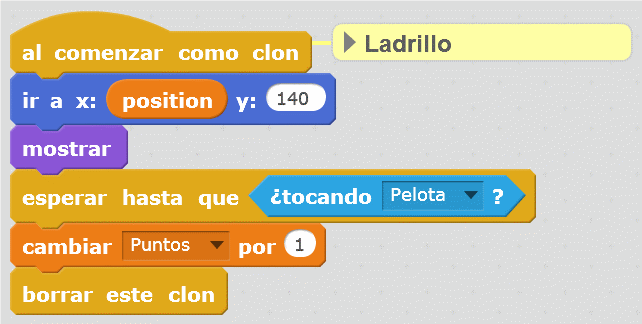 al comenzar como clon
Ladrillo
ir a x: position y: 140
mostrar
esperar hasta que ¿tocando Pelota ?
cambiar Puntos por 1
borrar este clon